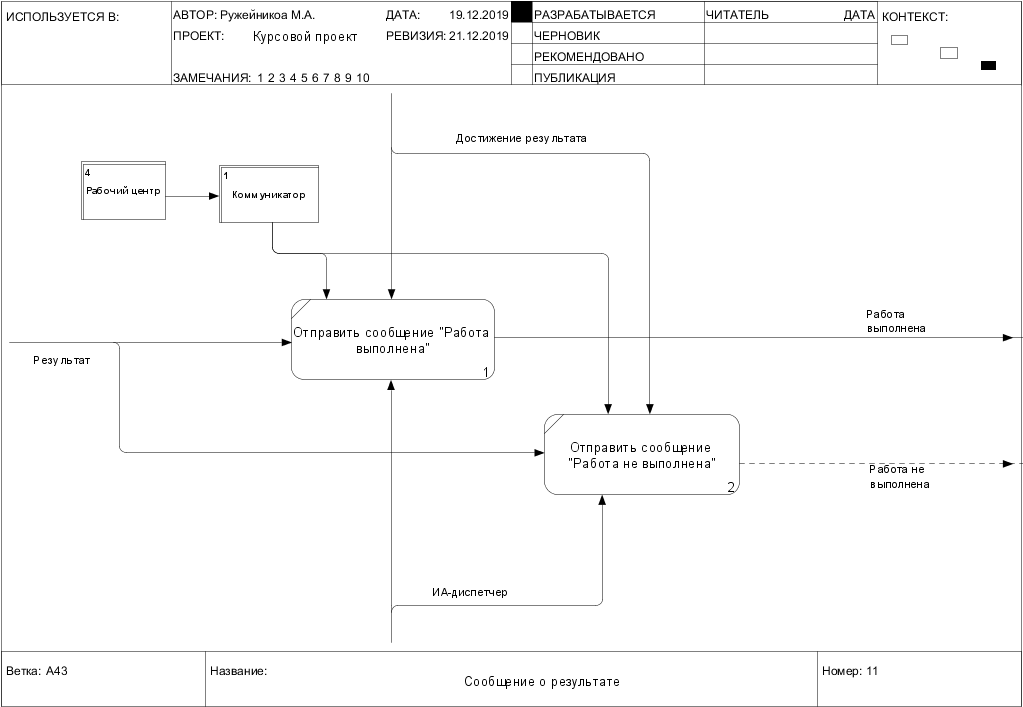 ИСПОЛЬЗУЕТСЯ В:
АВТОР: Ружейникоа М.А.
ДАТА: 19.12.2019
РАЗРАБАТЫВАЕТСЯ
ЧИТАТЕЛЬ
ДАТА
КОНТЕКСТ:
ПРОЕКТ: Курсовой проект
РЕВИЗИЯ: 21.12.2019
ЧЕРНОВИК
РЕКОМЕНДОВАНО
ЗАМЕЧАНИЯ: 1 2 3 4 5 6 7 8 9 10
ПУБЛИКАЦИЯ
Достижение результата
4
Рабочий центр
1
Коммуникатор
Отправить сообщение "Работа
выполнена"
1
Работа
выполнена
Результат
Отправить сообщение
"Работа не выполнена"
2
Работа не
выполнена
ИА-диспетчер
Ветка: A43
Название:
Сообщение о результате
Номер: 11